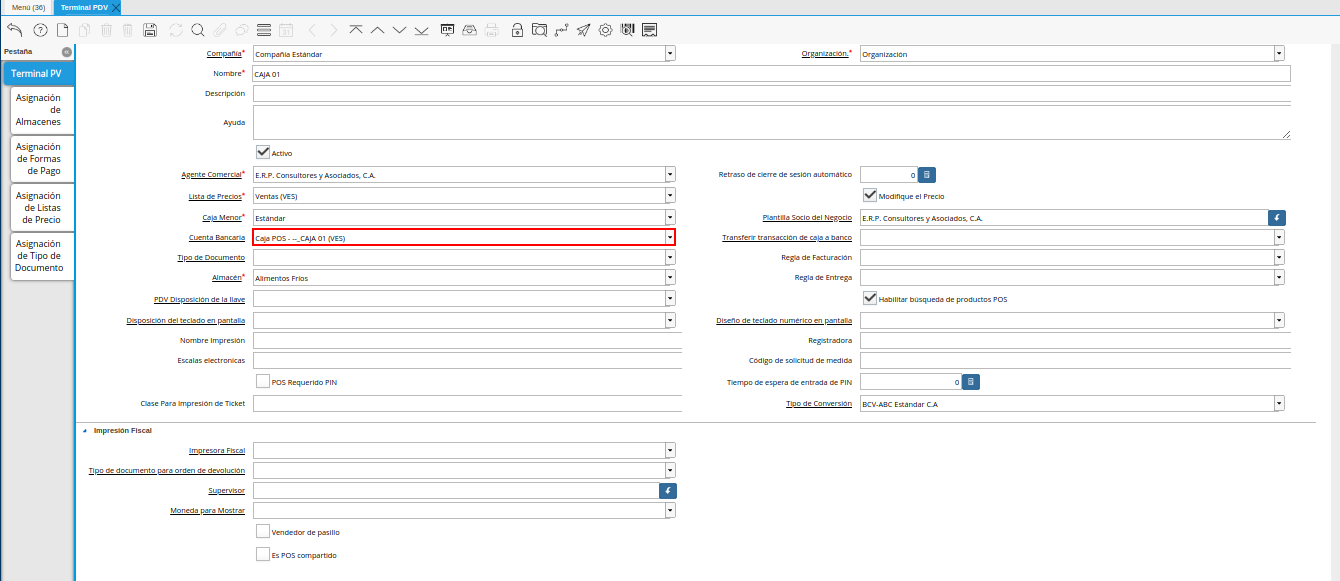 Menú (36)
Terminal PDV
Pestaña
Terminal PV
Asignación
de
Almacenes
Asignación
de Formas
de Pago
Asignación
de Listas
de Precio
Asignación
de Tipo de
Documento
Compañía* Compañía Estándar Organización.* Organización
Nombre* CAJA 01
Descripción
Ayuda
Activo
Agente Comercial* E.R.P. Consultores y Asociados, C.A. Retraso de cierre de sesión automático 0
Lista de Precios* Ventas (VES) Modifique el Precio
Caja Menor* Estándar Plantilla Socio del Negocio E.R.P. Consultores y Asociados, C.A.
Cuenta Bancaria Caja POS - --_CAJA 01 (VES) Transferir transacción de caja a banco
Tipo de Documento Regla de Facturación
Almacén* Alimentos Fríos Regla de Entrega
PDV Disposición de la llave Habilitar búsqueda de productos POS
Disposición del teclado en pantalla Diseño de teclado numérico en pantalla
Nombre Impresión Registradora
Escalas electronicas Código de solicitud de medida
POS Requerido PIN Tiempo de espera de entrada de PIN 0
Clase Para Impresión de Ticket Tipo de Conversión BCV-ABC Estándar C.A
Impresión Fiscal
Impresora Fiscal
Tipo de documento para orden de devolución
Supervisor
Moneda para Mostrar
Vendedor de pasillo
Es POS compartido